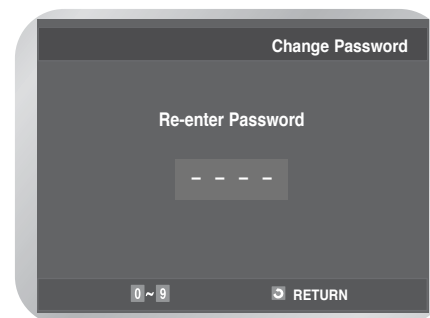 Change Password
Re-enter Password
– – – –
0 ~ 9 RETURN